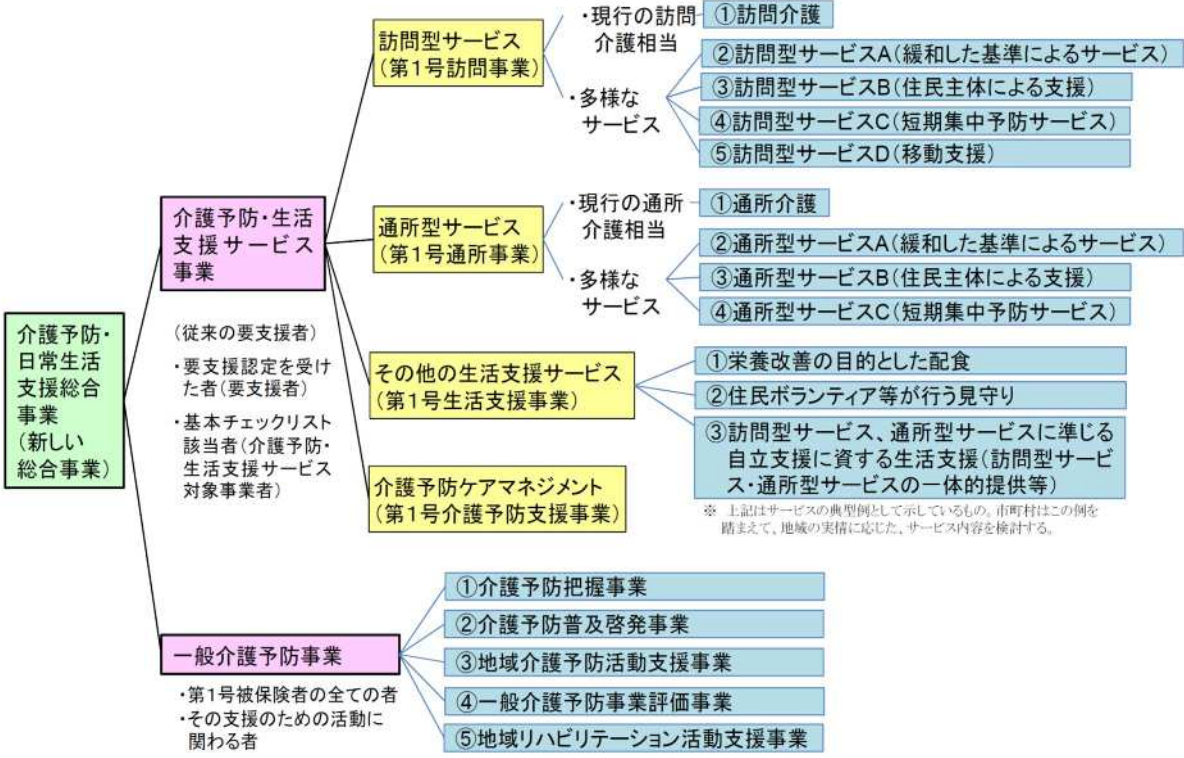 介護予防・
日常生活
支援総合
事業
（新しい
総合事業）
介護予防・生活
支援サービス
事業
（従来の要支援者）
・要支援認定を受け
た者（要支援者）
・基本チェックリスト
該当者（介護予防・
生活支援サービス
対象事業者）
訪問型サービス
（第１号訪問事業）
・現行の訪問
介護相当
①訪問介護
・多様な
サービス
②訪問型サービスA（緩和した基準によるサービス）
③訪問型サービスB（住民主体による支援）
④訪問型サービスC（短期集中予防サービス）
⑤訪問型サービスD（移動支援）
通所型サービス
（第１号通所事業）
・現行の通所
介護相当
①通所介護
・多様な
サービス
②通所型サービスA（緩和した基準によるサービス）
③通所型サービスB（住民主体による支援）
④通所型サービスC（短期集中予防サービス）
その他の生活支援サービス
（第１号生活支援事業）
①栄養改善の目的とした配食
②住民ボランティア等が行う見守り
③訪問型サービス、通所型サービスに準じる
自立支援に資する生活支援（訪問型サービ
ス・通所型サービスの一体的提供等）
※　上記はサービスの典型例として示しているもの。市町村はこの例を
踏まえて、地域の実情に応じた、サービス内容を検討する。
介護予防ケアマネジメント
（第１号介護予防支援事業）
一般介護予防事業
・第１号被保険者の全ての者
・その支援のための活動に
関わる者
①介護予防把握事業
②介護予防普及啓発事業
③地域介護予防活動支援事業
④一般介護予防事業評価事業
⑤地域リハビリテーション活動支援事業